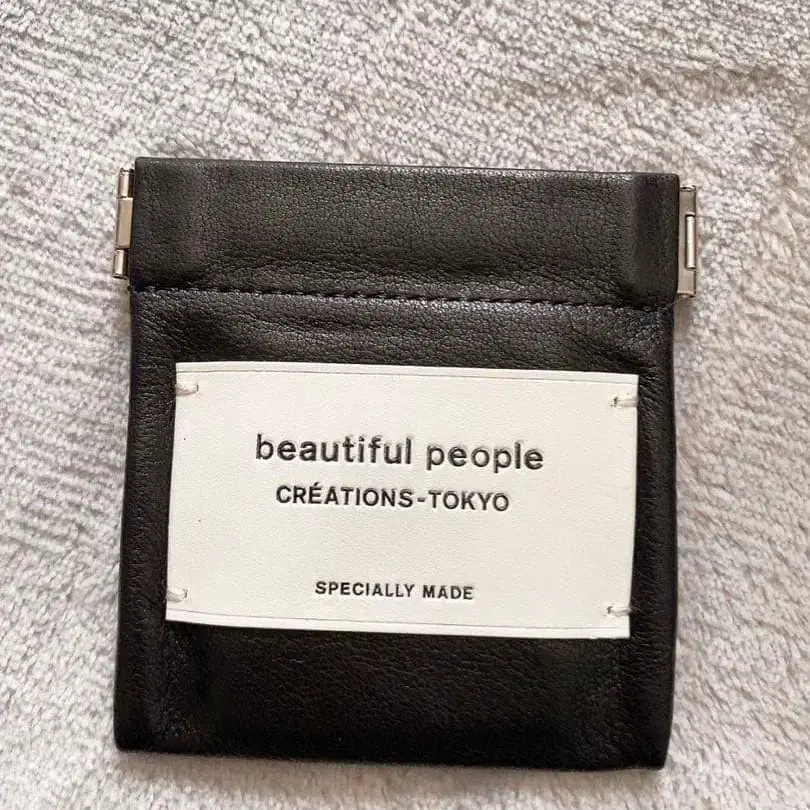 beautiful people
CRÉATIONS-TOKYO
SPECIALLY MADE